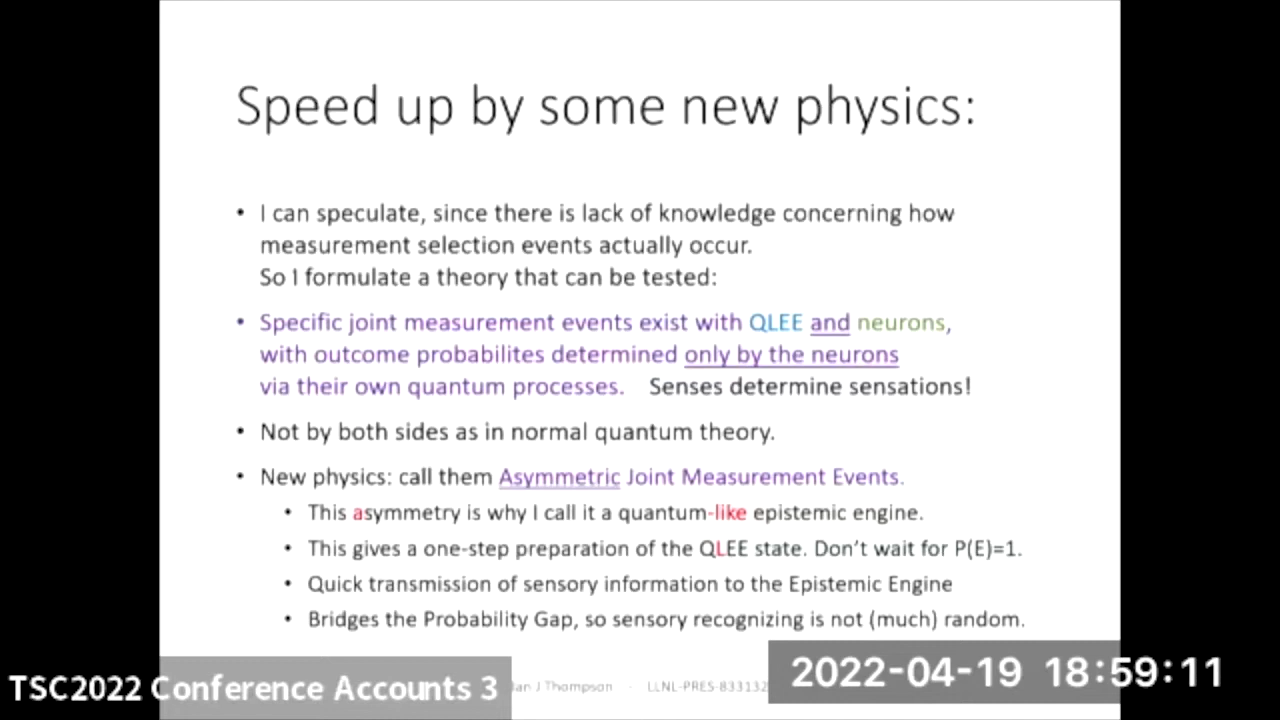 Speed up by some new physics:
• I can speculate, since there is lack of knowledge concerning how
measurement selection events actually occur.
So I formulate a theory that can be tested:
• Specific joint measurement events exist with QLEE and neurons,
with outcome probabilites determined only by the neurons
via their own quantum processes. Senses determine sensations!
• Not by both sides as in normal quantum theory.
• New physics: call them Asymmetric Joint Measurement Events.
• This asymmetry is why I call it a quantum-like epistemic engine.
• This gives a one-step preparation of the QLEE state. Don't wait for P(E)=1.
• Quick transmission of sensory information to the Epistemic Engine
• Bridges the Probability Gap, so sensory recognizing is not (much) random.
TSC2022 Conference Accounts 3
Ian J Thompson · LLNL-PRES-833132
2022-04-19 18:59:11